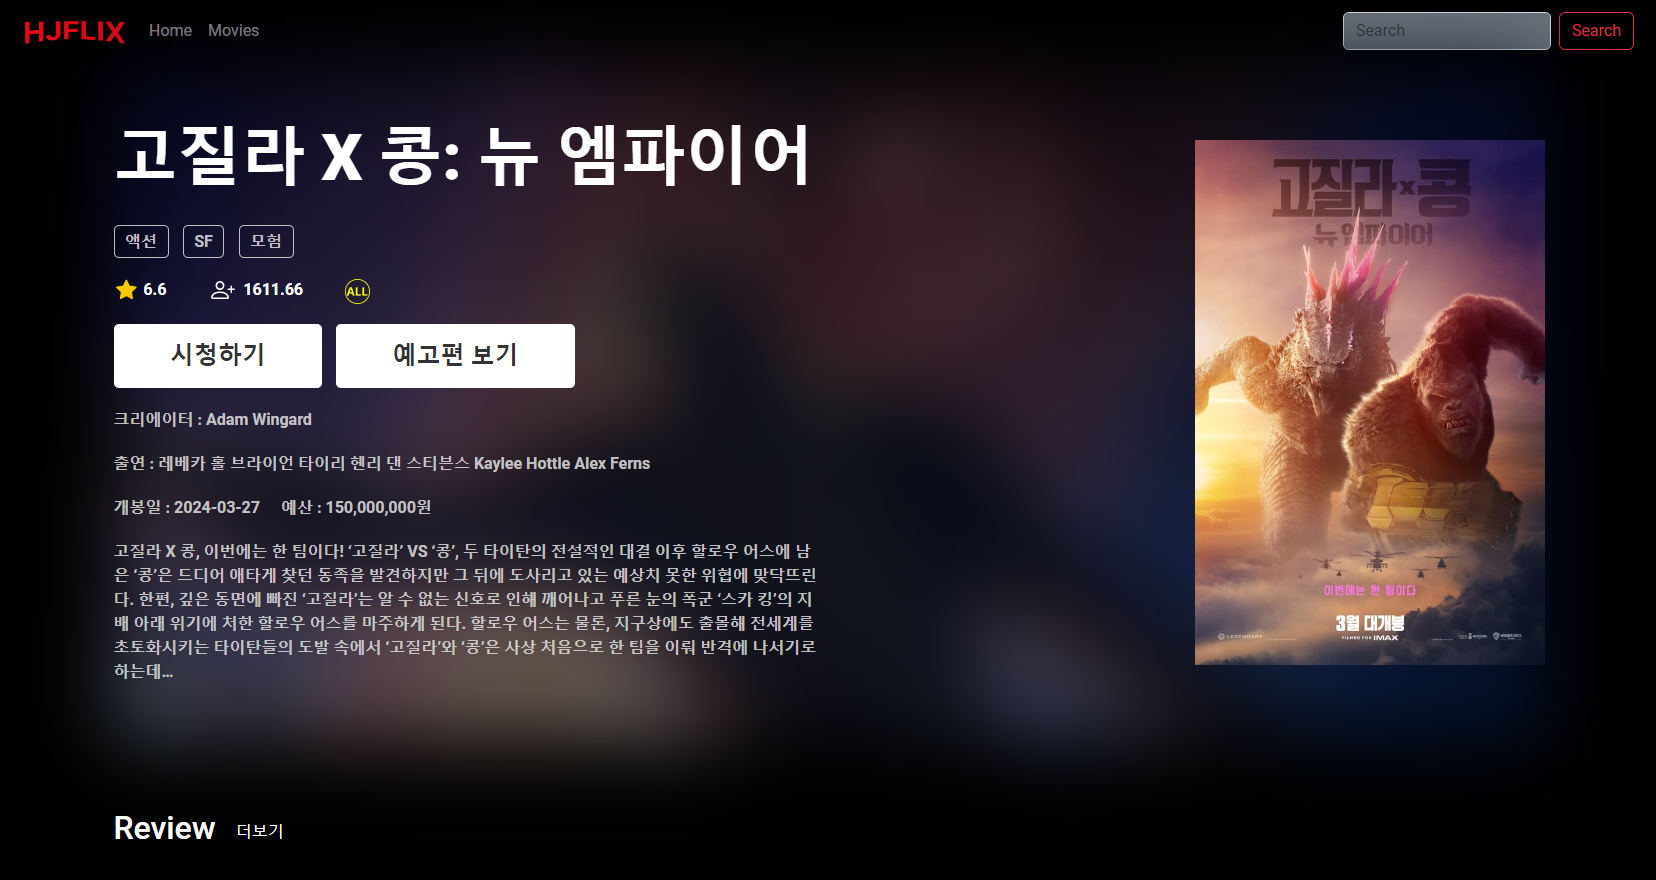 HJFLIX Home Movies Search Search
고질라 X 콩: 뉴 엠파이어
액션 SF 모험
6.6 1611.66 ALL
시청하기 예고편 보기
크리에이터 : Adam Wingard
출연 : 레베카 홀 브라이언 타이리 헨리 댄 스티븐스 Kaylee Hottle Alex Ferns
개봉일 : 2024-03-27 예산 : 150,000,000원
고질라 X 콩, 이번에는 한 팀이다! ‘고질라’ VS ‘콩’, 두 타이탄의 전설적인 대결 이후 할로우 어스에 남
은 ‘콩’은 드디어 애타게 찾던 동족을 발견하지만 그 뒤에 도사리고 있는 예상치 못한 위협에 맞닥뜨린
다. 한편, 깊은 동면에 빠진 ‘고질라’는 알 수 없는 신호로 인해 깨어나고 푸른 눈의 폭군 ‘스카 킹’의 지
배 아래 위기에 처한 할로우 어스를 마주하게 된다. 할로우 어스는 물론, 지구상에도 출몰해 전세계를
초토화시키는 타이탄들의 도발 속에서 ‘고질라’와 ‘콩’은 사상 처음으로 한 팀을 이뤄 반격에 나서기로
하는데…
고질라 x 콩
뉴 엠파이어
이번에는 한 팀이다
3월 대개봉
FILMED FOR IMAX
LEGENDARY
Review 더보기